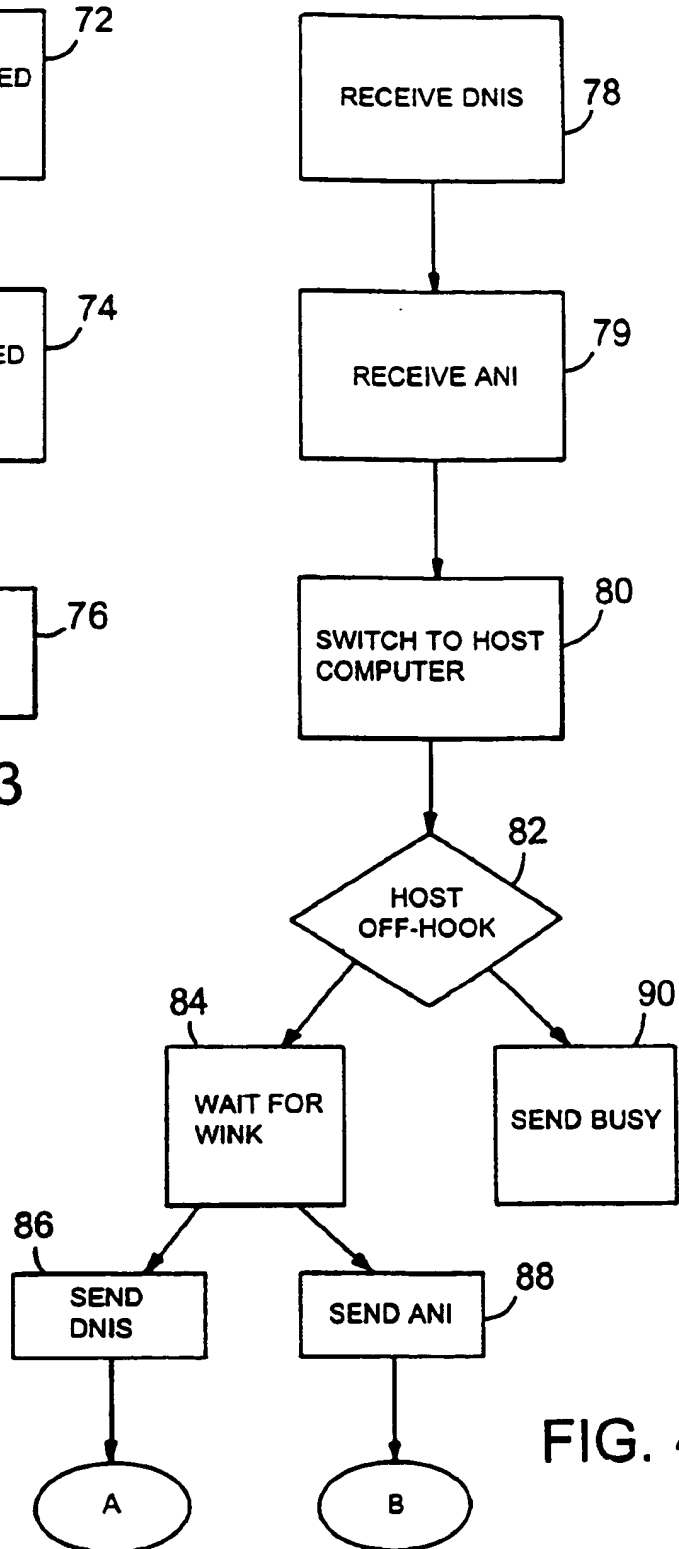 72
ED
74
ED
76
3
RECEIVE DNIS
78
RECEIVE ANI
79
SWITCH TO HOST
COMPUTER
80
HOST
OFF-HOOK
82
84
WAIT FOR
WINK
90
SEND BUSY
86
SEND
DNIS
SEND ANI
88
A
B
FIG. 4